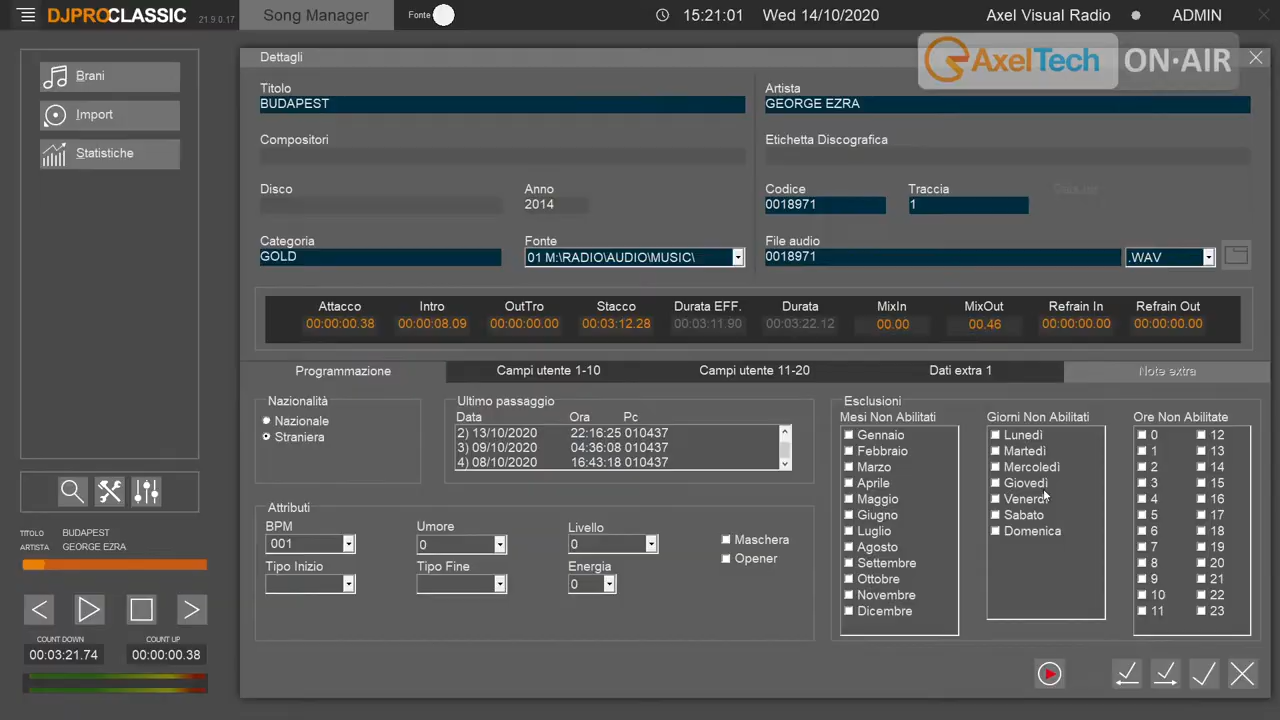 DJPROCLASSIC 21.9.0.17 Song Manager Fonte 15:21:01 Wed 14/10/2020 Axel Visual Radio ADMIN
AxelTech ON·AIR
Brani
Import
Statistiche
TITOLO BUDAPEST
ARTISTA GEORGE EZRA
COUNT DOWN COUNT UP
00:03:21.74 00:00:00.38
Dettagli
Titolo Artista
BUDAPEST GEORGE EZRA
Compositori Etichetta Discografica
Disco Anno Codice Traccia
2014 0018971 1
Categoria Fonte File audio
GOLD 01 M:\RADIO\AUDIO\MUSIC\ 0018971 .WAV
Attacco Intro OutTro Stacco Durata EFF. Durata MixIn MixOut Refrain In Refrain Out
00:00:00.38 00:00:08.09 00:00:00.00 00:03:12.28 00:03:11.90 00:03:22.12 00.00 00.46 00:00:00.00 00:00:00.00
Programmazione Campi utente 1-10 Campi utente 11-20 Dati extra 1 Note extra
Nazionalità
Nazionale
Straniera
Ultimo passaggio
Data Ora Pc
2) 13/10/2020 22:16:25 010437
3) 09/10/2020 04:36:08 010437
4) 08/10/2020 16:43:18 010437
Attributi
BPM Umore Livello
001 0 0
Tipo Inizio Tipo Fine Energia
0
Maschera
Opener
Esclusioni
Mesi Non Abilitati
Gennaio
Febbraio
Marzo
Aprile
Maggio
Giugno
Luglio
Agosto
Settembre
Ottobre
Novembre
Dicembre
Giorni Non Abilitati
Lunedì
Martedì
Mercoledì
Giovedì
Venerdì
Sabato
Domenica
Ore Non Abilitate
0 12
1 13
2 14
3 15
4 16
5 17
6 18
7 19
8 20
9 21
10 22
11 23